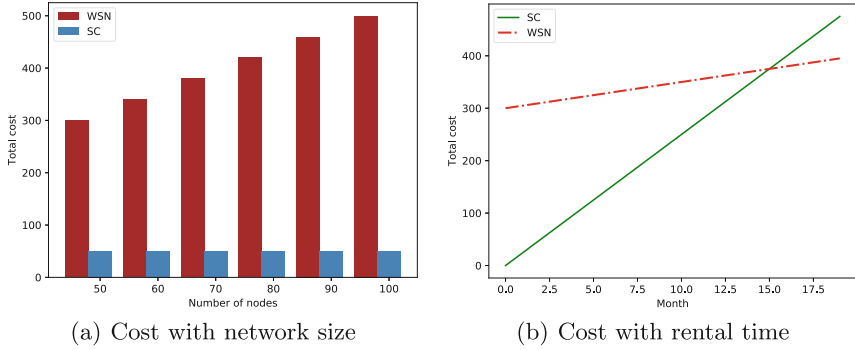 WSN
SC
500
400
300
200
100
0
Total cost
50 60 70 80 90 100
Number of nodes
(a) Cost with network size
SC
WSN
400
300
200
100
0
Total cost
0.0 2.5 5.0 7.5 10.0 12.5 15.0 17.5
Month
(b) Cost with rental time